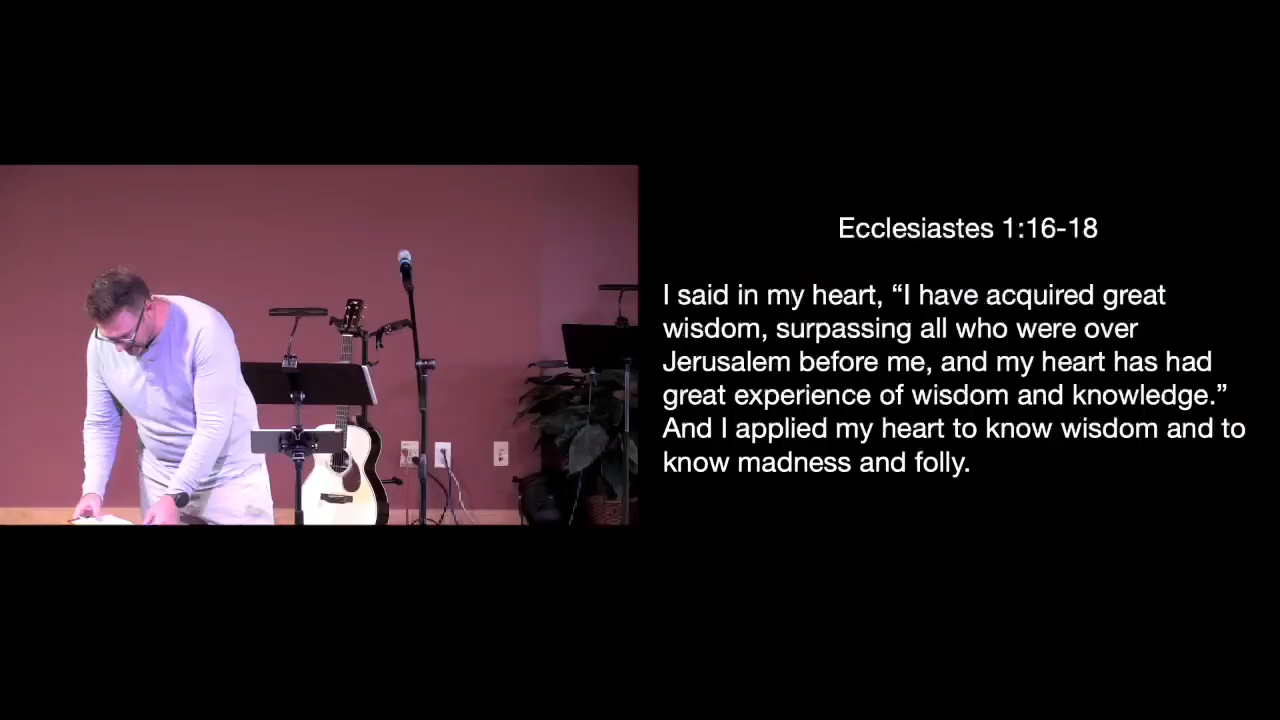 Ecclesiastes 1:16-18
I said in my heart, “I have acquired great
wisdom, surpassing all who were over
Jerusalem before me, and my heart has had
great experience of wisdom and knowledge.”
And I applied my heart to know wisdom and to
know madness and folly.